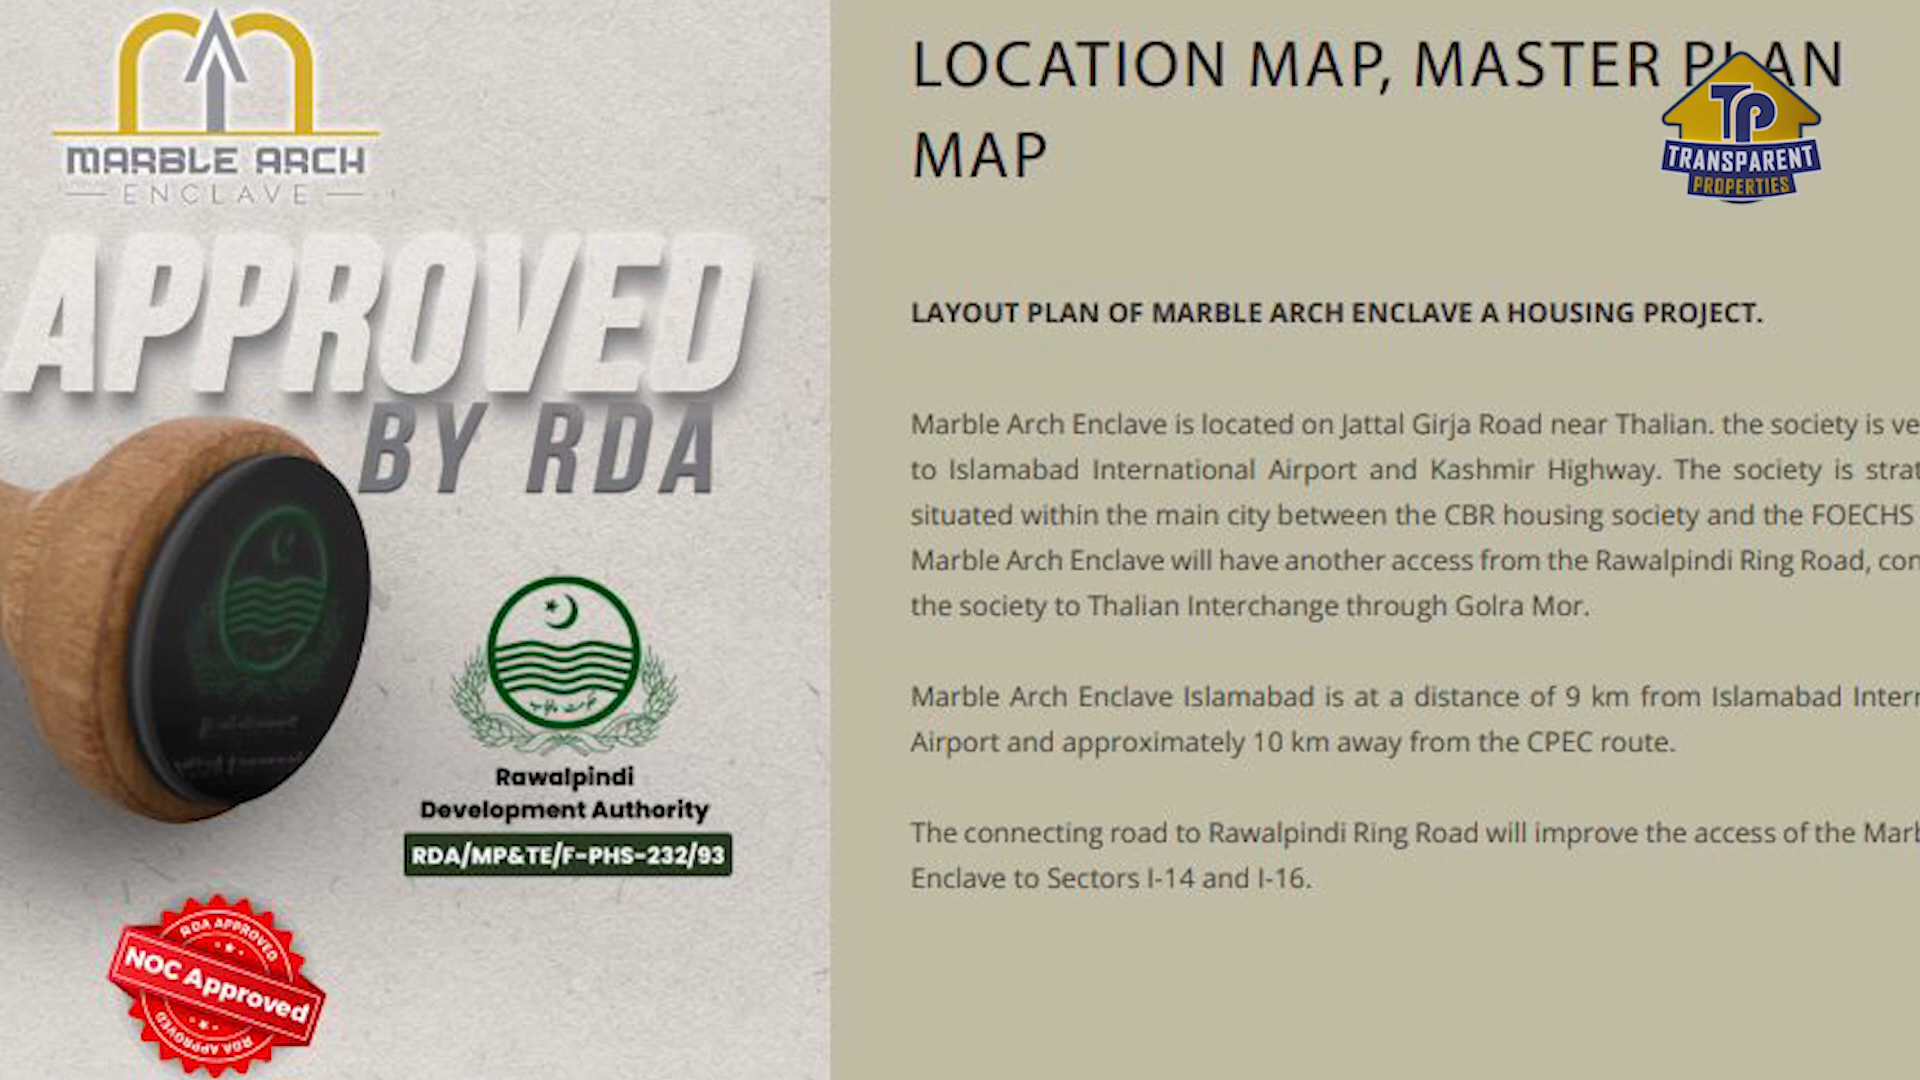 MARBLE ARCH
ENCLAVE
APPROVED
BY RDA
Rawalpindi
Development Authority
RDA/MP&TE/F-PHS-232/93
RDA APPROVED
NOC Approved
RDA APPROVED
LOCATION MAP, MASTER PLAN
MAP
TP
TRANSPARENT
PROPERTIES
LAYOUT PLAN OF MARBLE ARCH ENCLAVE A HOUSING PROJECT.
Marble Arch Enclave is located on Jattal Girja Road near Thalian. the society is ve
to Islamabad International Airport and Kashmir Highway. The society is strat
situated within the main city between the CBR housing society and the FOECHS
Marble Arch Enclave will have another access from the Rawalpindi Ring Road, con
the society to Thalian Interchange through Golra Mor.
Marble Arch Enclave Islamabad is at a distance of 9 km from Islamabad Intern
Airport and approximately 10 km away from the CPEC route.
The connecting road to Rawalpindi Ring Road will improve the access of the Marb
Enclave to Sectors I-14 and I-16.